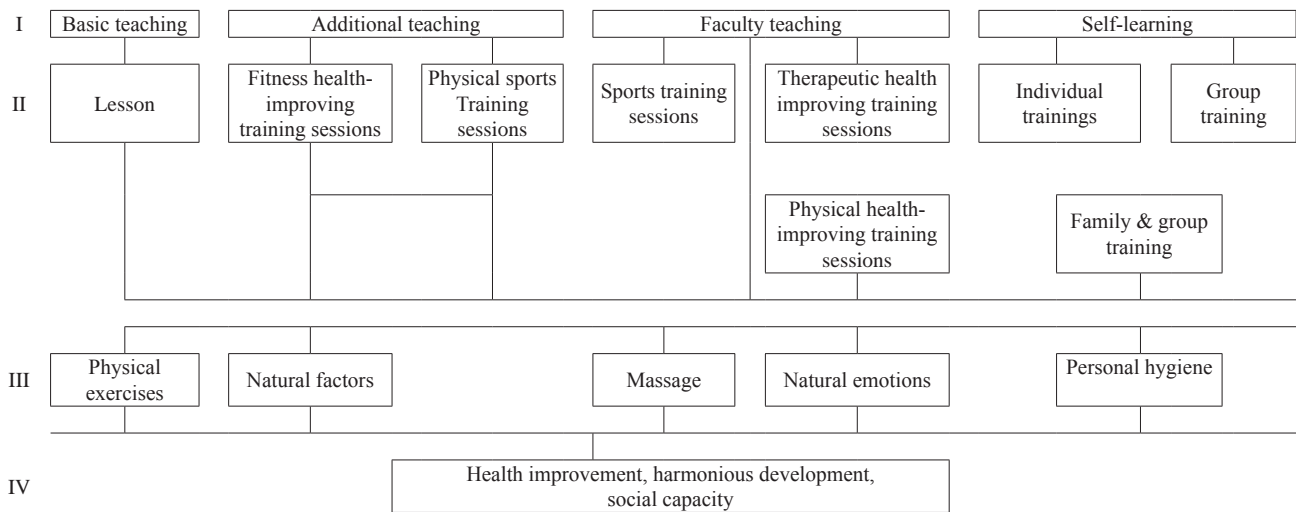 I
Basic teaching
Additional teaching
Faculty teaching
Self-learning
II
Lesson
Fitness health-
improving
training sessions
Physical sports
Training
sessions
Sports training
sessions
Therapeutic health
improving training
sessions
Individual
trainings
Group
training
Physical health-
improving training
sessions
Family & group
training
III
Physical
exercises
Natural factors
Massage
Natural emotions
Personal hygiene
IV
Health improvement, harmonious development,
social capacity